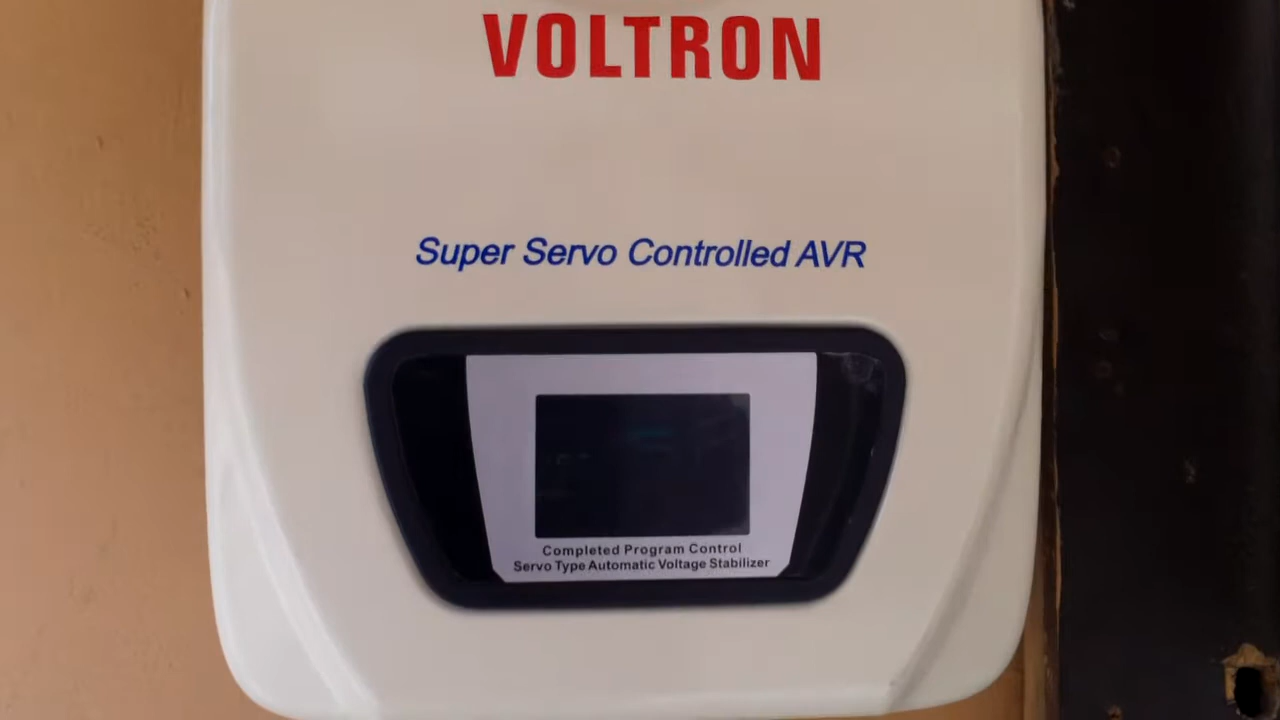 VOLTRON
Super Servo Controlled AVR
Completed Program Control
Servo Type Automatic Voltage Stabilizer